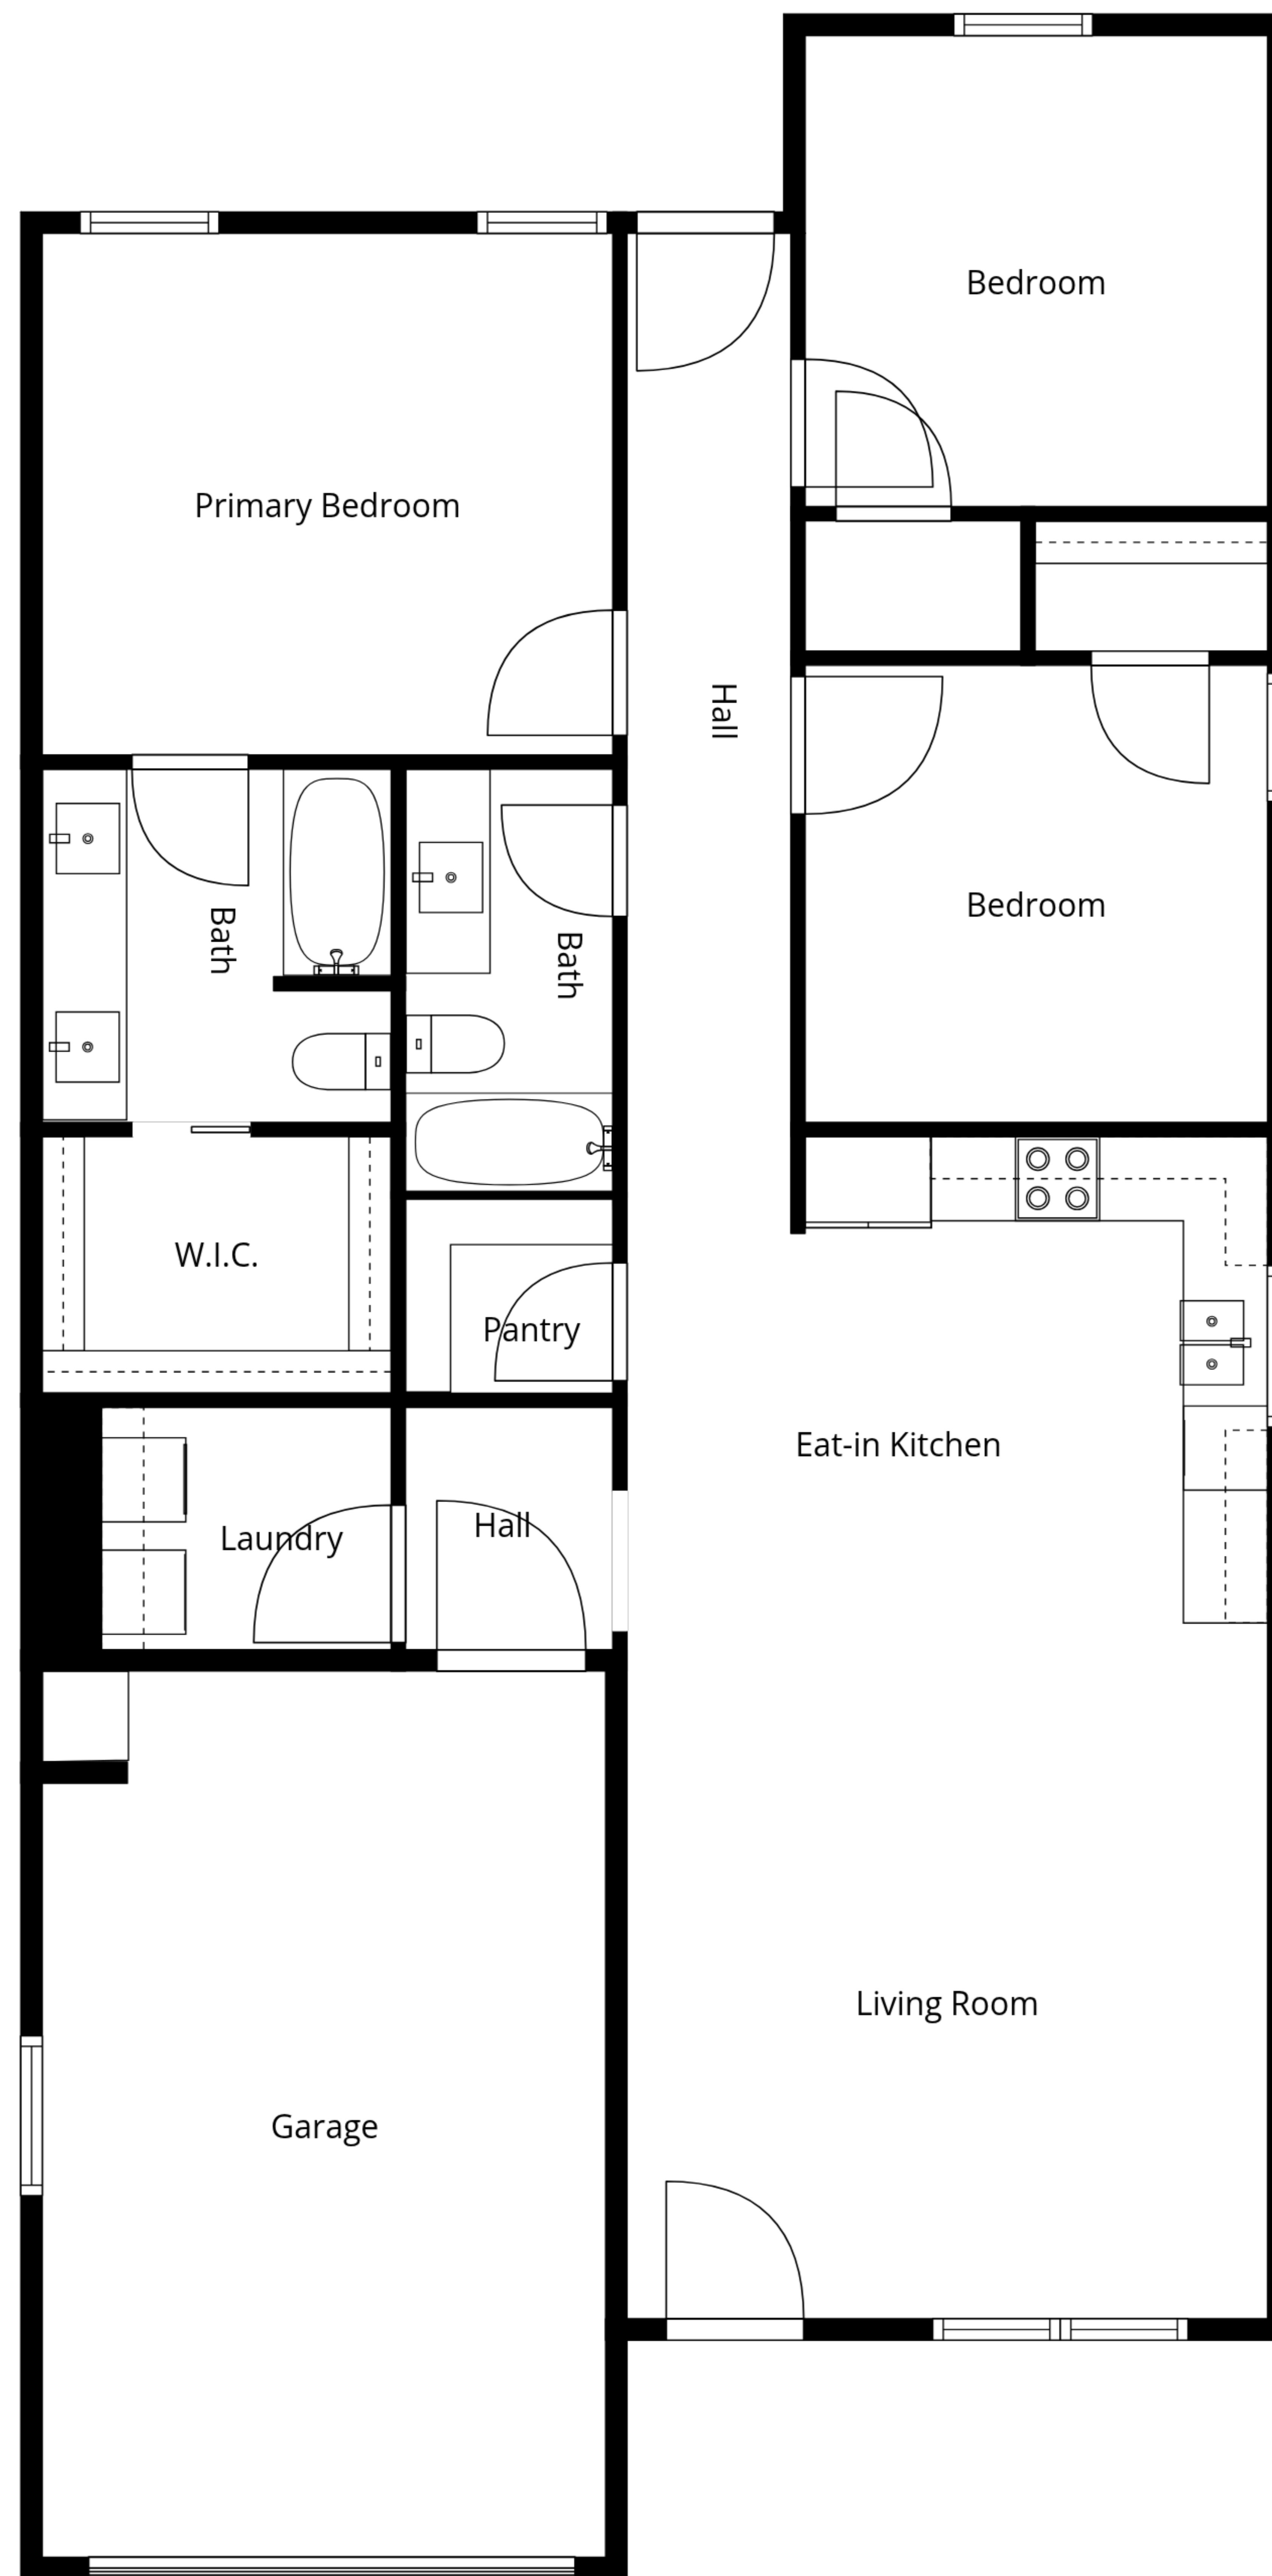 Bedroom
Primary Bedroom
Hall
Bedroom
Bath
Bath
W.I.C.
Pantry
Eat-in Kitchen
Laundry
Hall
Living Room
Garage